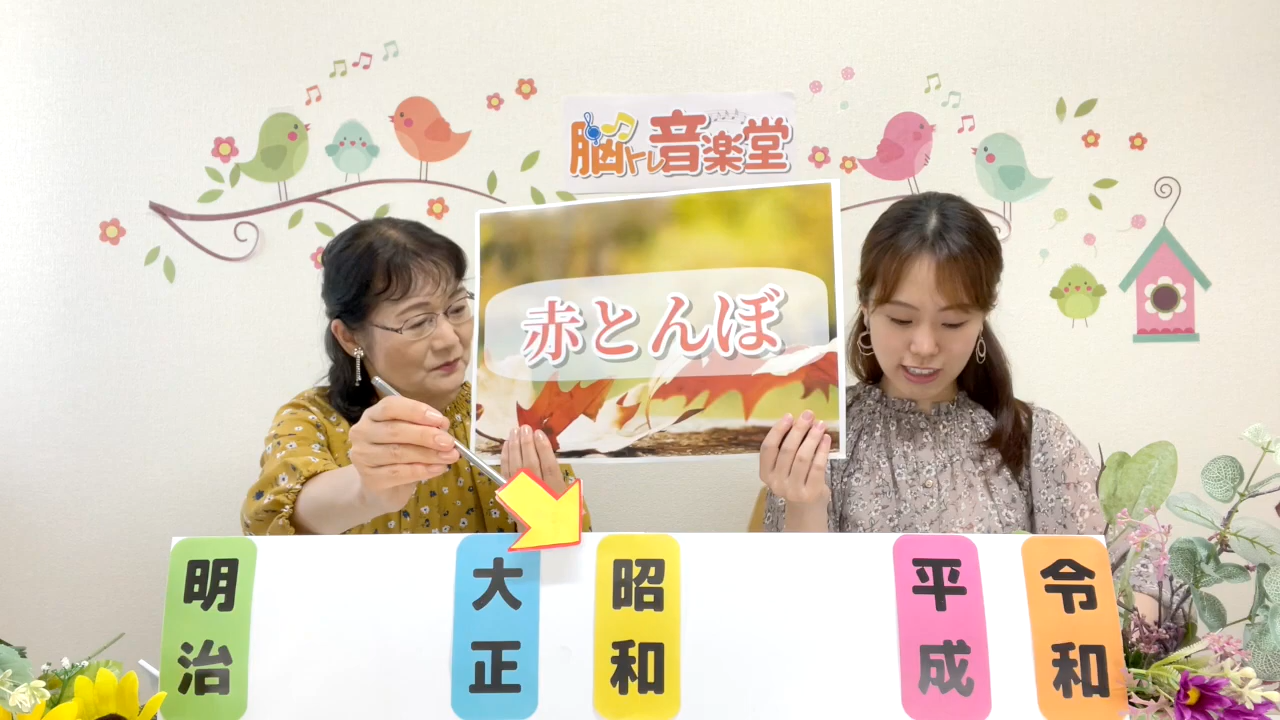 脳トレ音楽堂
赤とんぼ
明治
大正
昭和
平成
令和